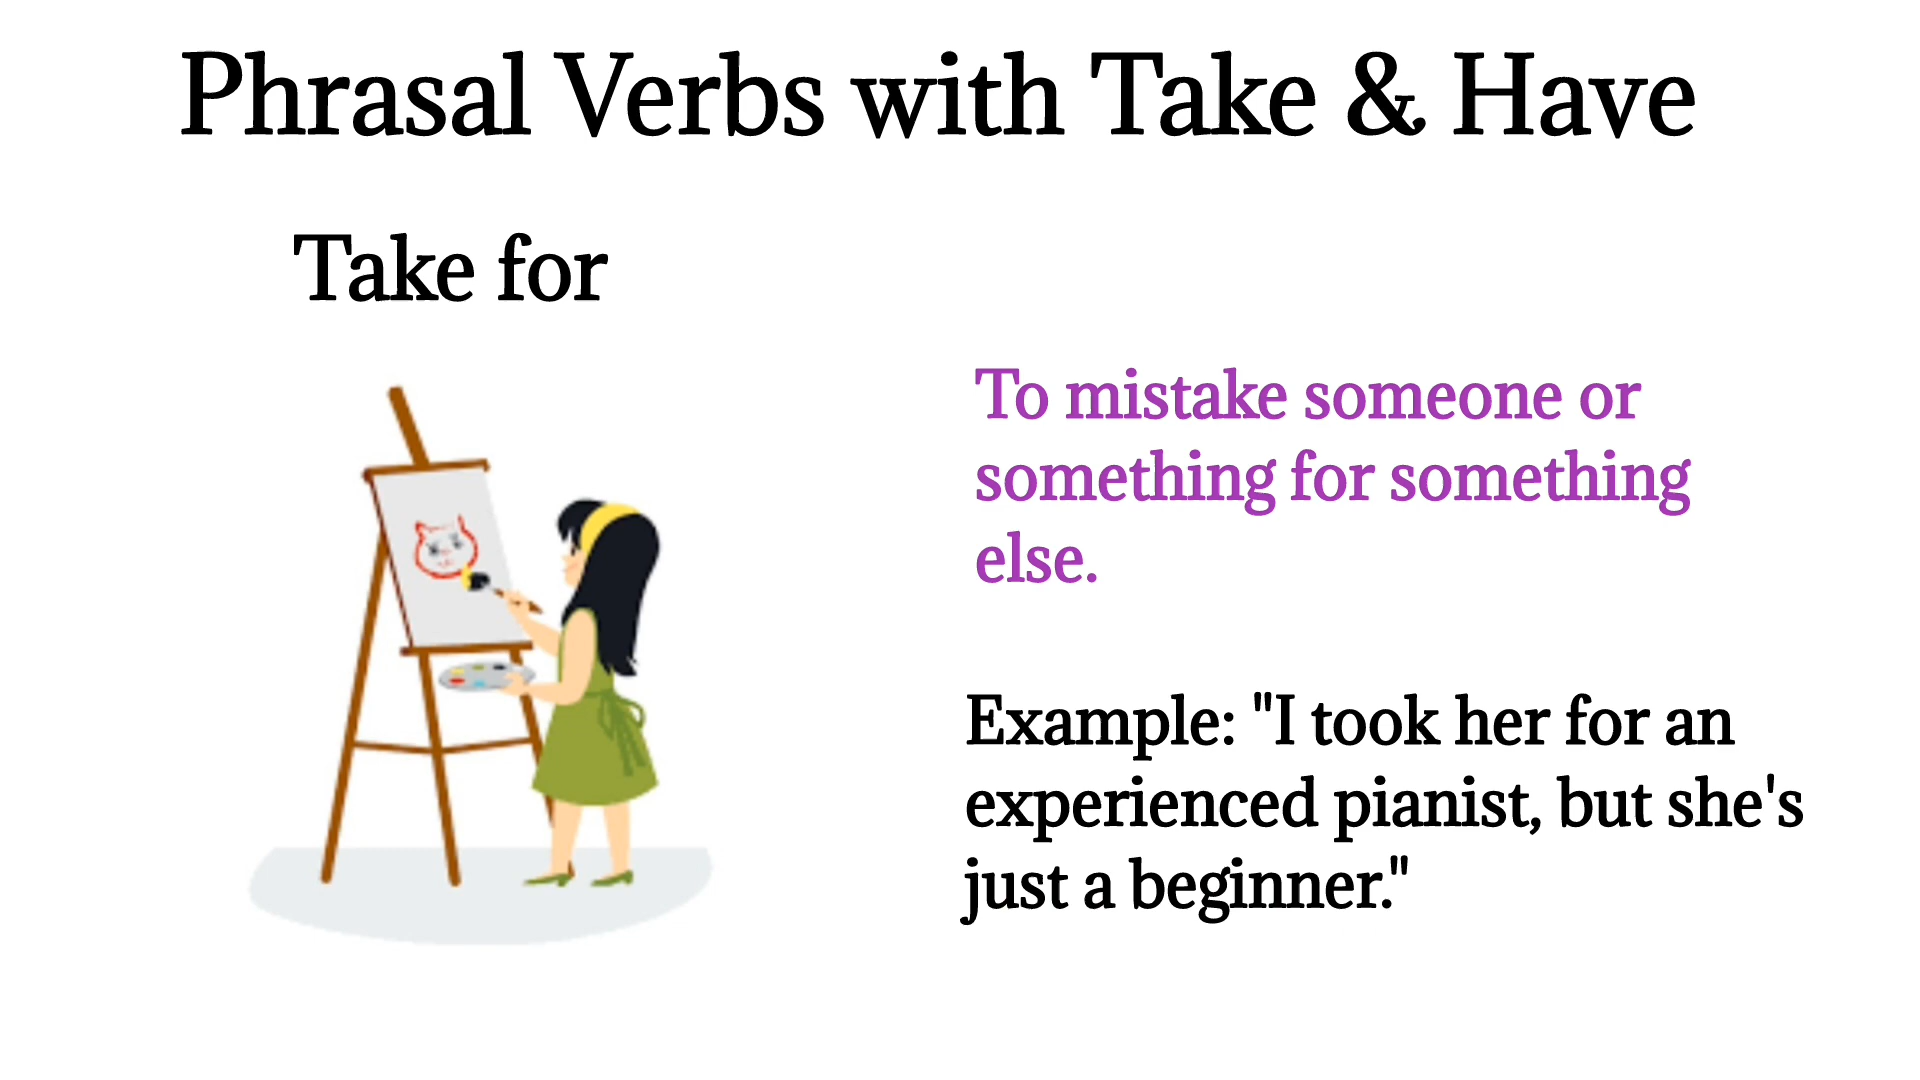 Phrasal Verbs with Take & Have
Take for
To mistake someone or
something for something
else.
Example: "I took her for an
experienced pianist, but she's
just a beginner."